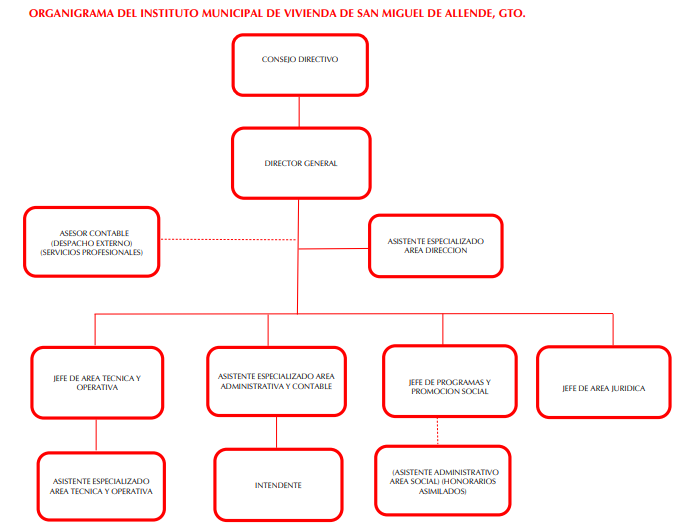 ORGANIGRAMA DEL INSTITUTO MUNICIPAL DE VIVIENDA DE SAN MIGUEL DE ALLENDE, GTO.
CONSEJO DIRECTIVO
DIRECTOR GENERAL
ASESOR CONTABLE
(DESPACHO EXTERNO)
(SERVICIOS PROFESIONALES)
ASISTENTE ESPECIALIZADO
AREA DIRECCION
JEFE DE AREA TECNICA Y
OPERATIVA
ASISTENTE ESPECIALIZADO AREA
ADMINISTRATIVA Y CONTABLE
JEFE DE PROGRAMAS Y
PROMOCION SOCIAL
JEFE DE AREA JURIDICA
ASISTENTE ESPECIALIZADO
AREA TECNICA Y OPERATIVA
INTENDENTE
(ASISTENTE ADMINISTRATIVO
AREA SOCIAL) (HONORARIOS
ASIMILADOS)